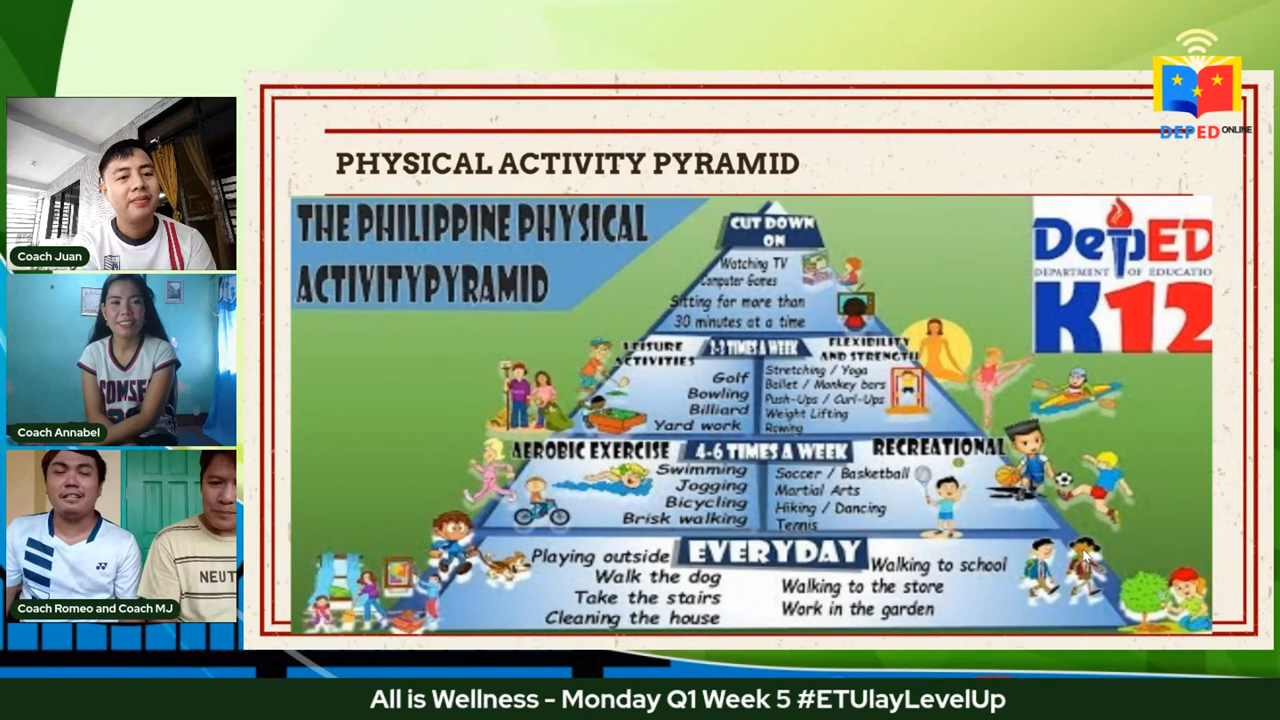 DEPED ONLINE
PHYSICAL ACTIVITY PYRAMID
THE PHILIPPINE PHYSICAL
ACTIVITYPYRAMID
DepED
DEPARTMENT OF EDUCATIO
K12
CUT DOWN
ON
Watching TV
Computer Games
Sitting for more than
30 minutes at a time
LEISURE
ACTIVITIES
2-3 TIMES A WEEK
FLEXIBILITY
AND STRENGTH
Golf
Bowling
Billiard
Yard work
Stretching / Yoga
Ballet / Monkey bars
Push-Ups / Curl-Ups
Weight Lifting
Rowing
AEROBIC EXERCISE
4-6 TIMES A WEEK
RECREATIONAL
Swimming
Jogging
Bicycling
Brisk walking
Soccer / Basketball
Martial Arts
Hiking / Dancing
Tennis
EVERYDAY
Playing outside
Walk the dog
Take the stairs
Cleaning the house
Walking to school
Walking to the store
Work in the garden
Coach Juan
COMSE
Coach Annabel
YONEX
NEUT
Coach Romeo and Coach MJ
All is Wellness - Monday Q1 Week 5 #ETUlayLevelUp